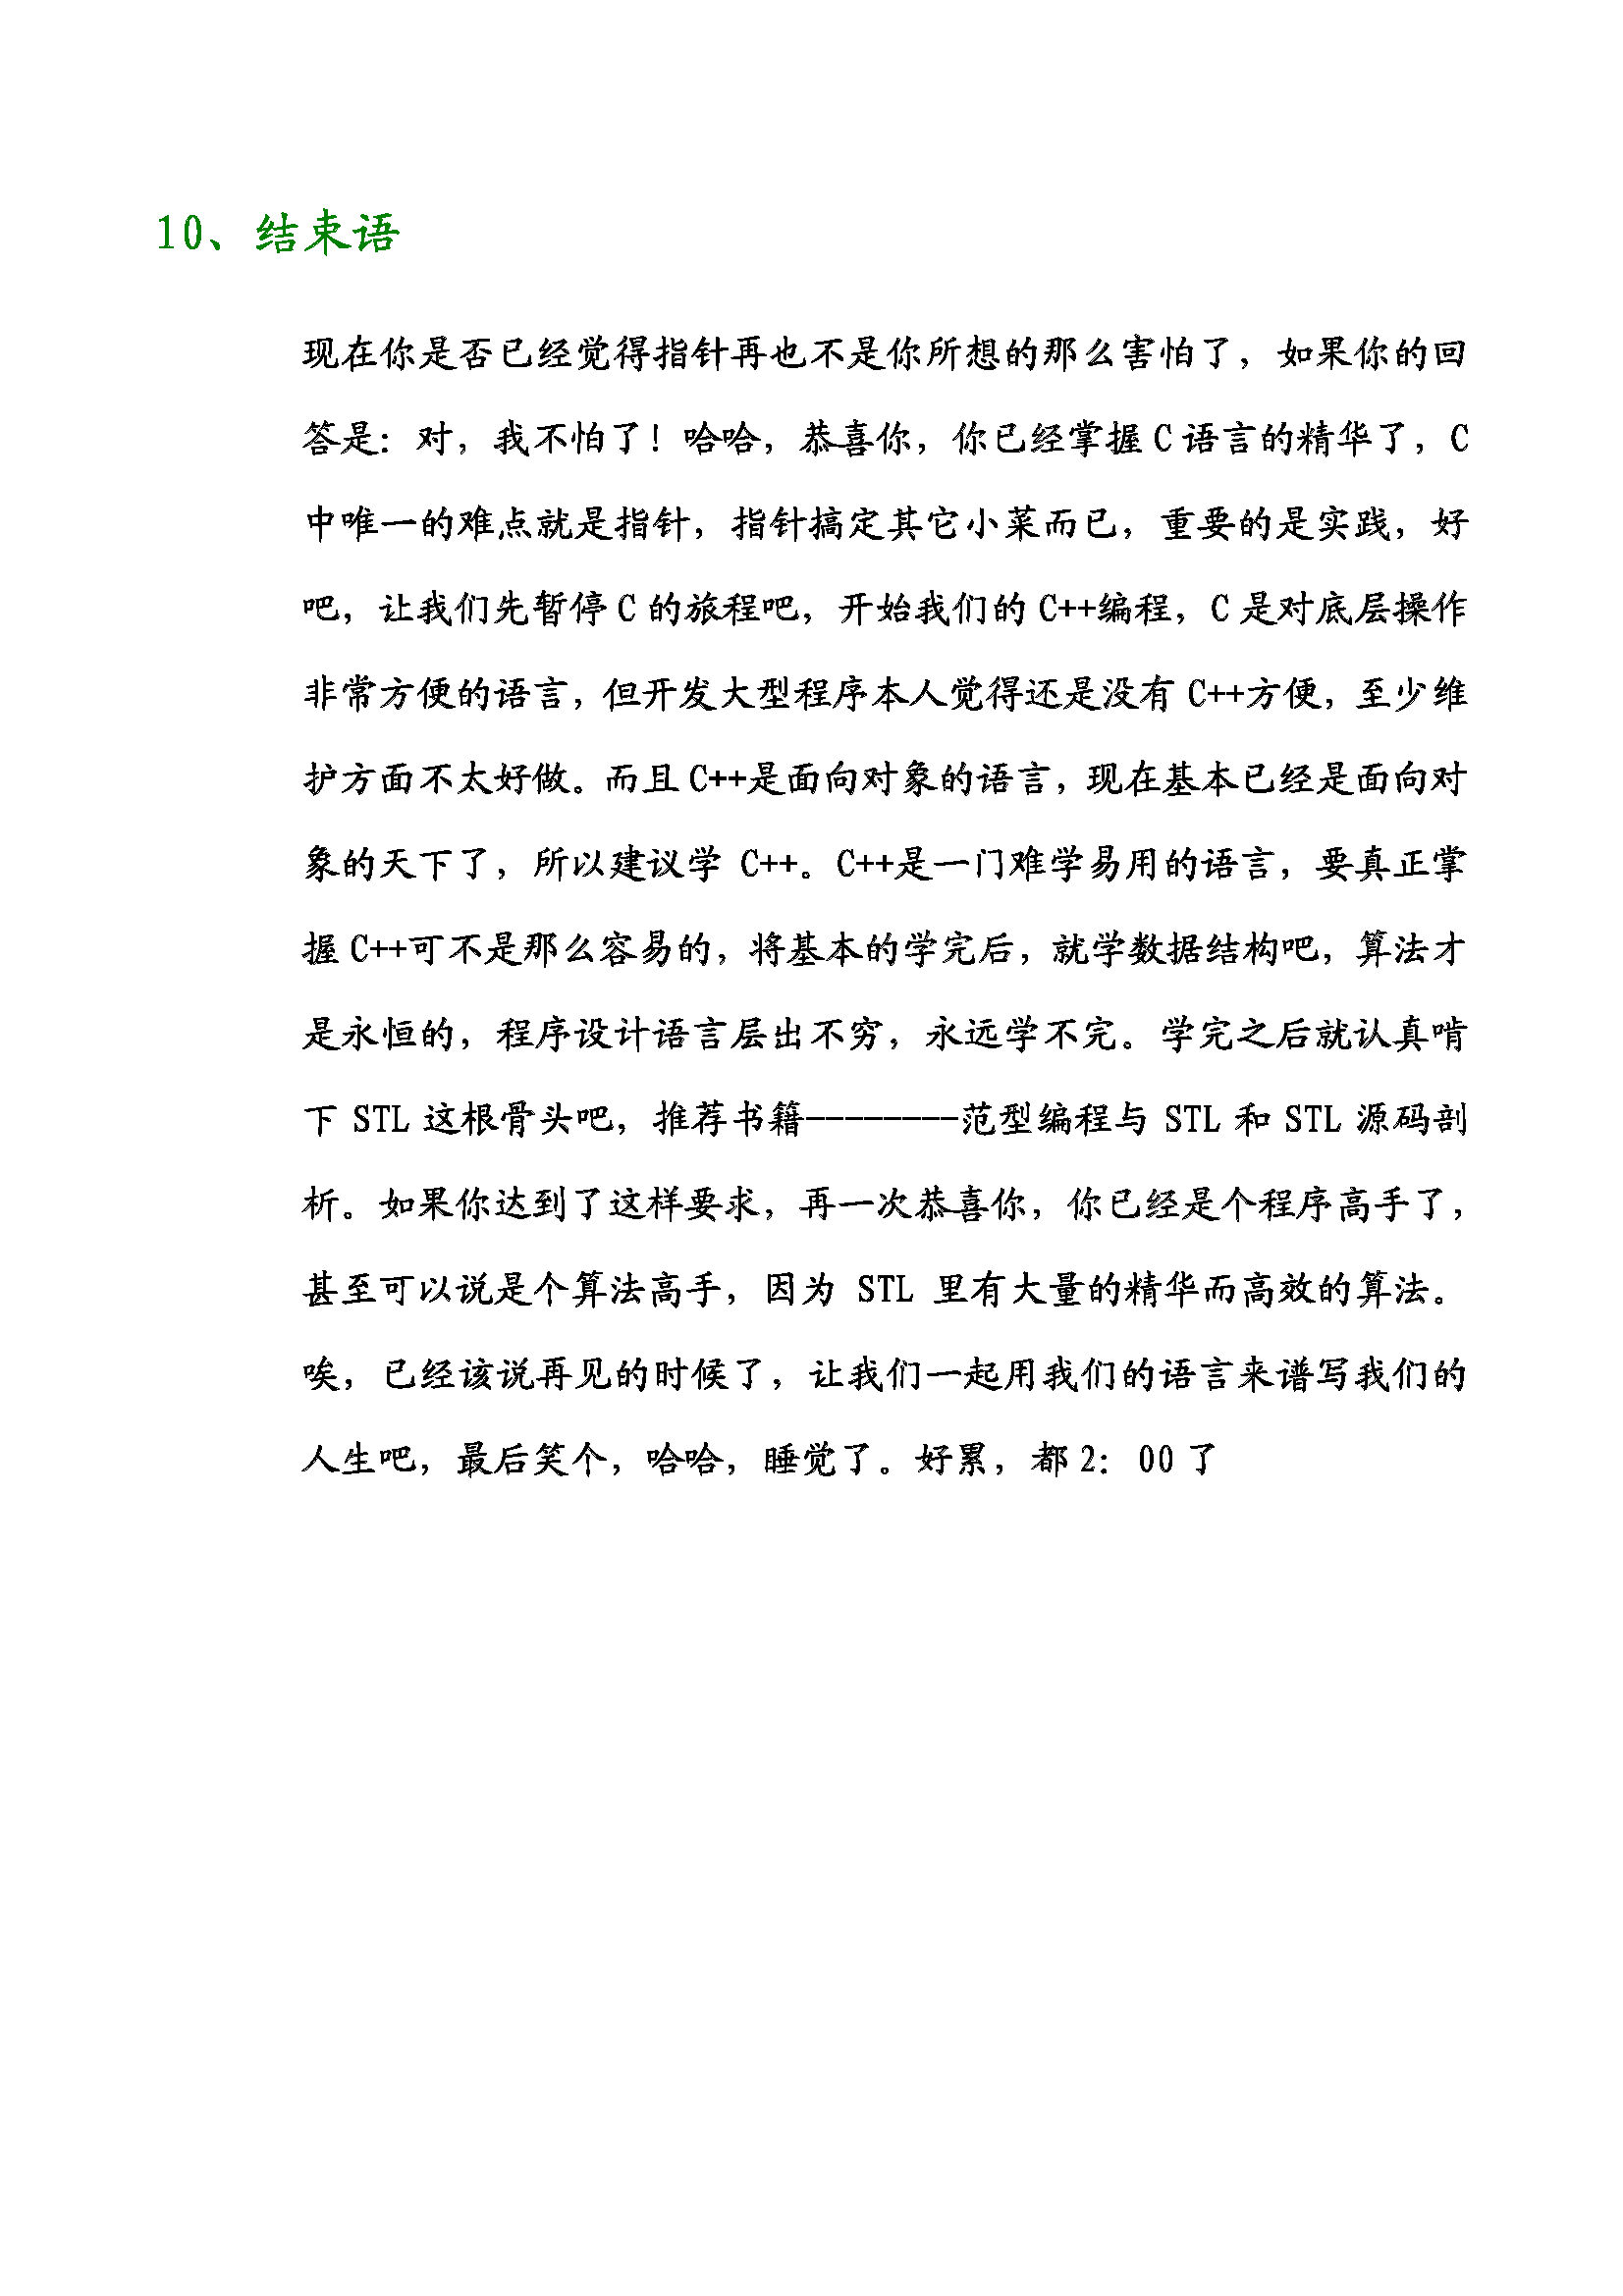 10、结束语
现在你是否已经觉得指针再也不是你所想的那么害怕了，如果你的回
答是：对，我不怕了！哈哈，恭喜你，你已经掌握C语言的精华了，C
中唯一的难点就是指针，指针搞定其它小菜而已，重要的是实践，好
吧，让我们先暂停C的旅程吧，开始我们的C++编程，C是对底层操作
非常方便的语言，但开发大型程序本人觉得还是没有C++方便，至少维
护方面不太好做。而且C++是面向对象的语言，现在基本已经是面向对
象的天下了，所以建议学 C++。C++是一门难学易用的语言，要真正掌
握C++可不是那么容易的，将基本的学完后，就学数据结构吧，算法才
是永恒的，程序设计语言层出不穷，永远学不完。学完之后就认真啃
下 STL 这根骨头吧，推荐书籍--------范型编程与 STL 和 STL 源码剖
析。如果你达到了这样要求，再一次恭喜你，你已经是个程序高手了，
甚至可以说是个算法高手，因为 STL 里有大量的精华而高效的算法。
唉，已经该说再见的时候了，让我们一起用我们的语言来谱写我们的
人生吧，最后笑个，哈哈，睡觉了。好累，都2：00了